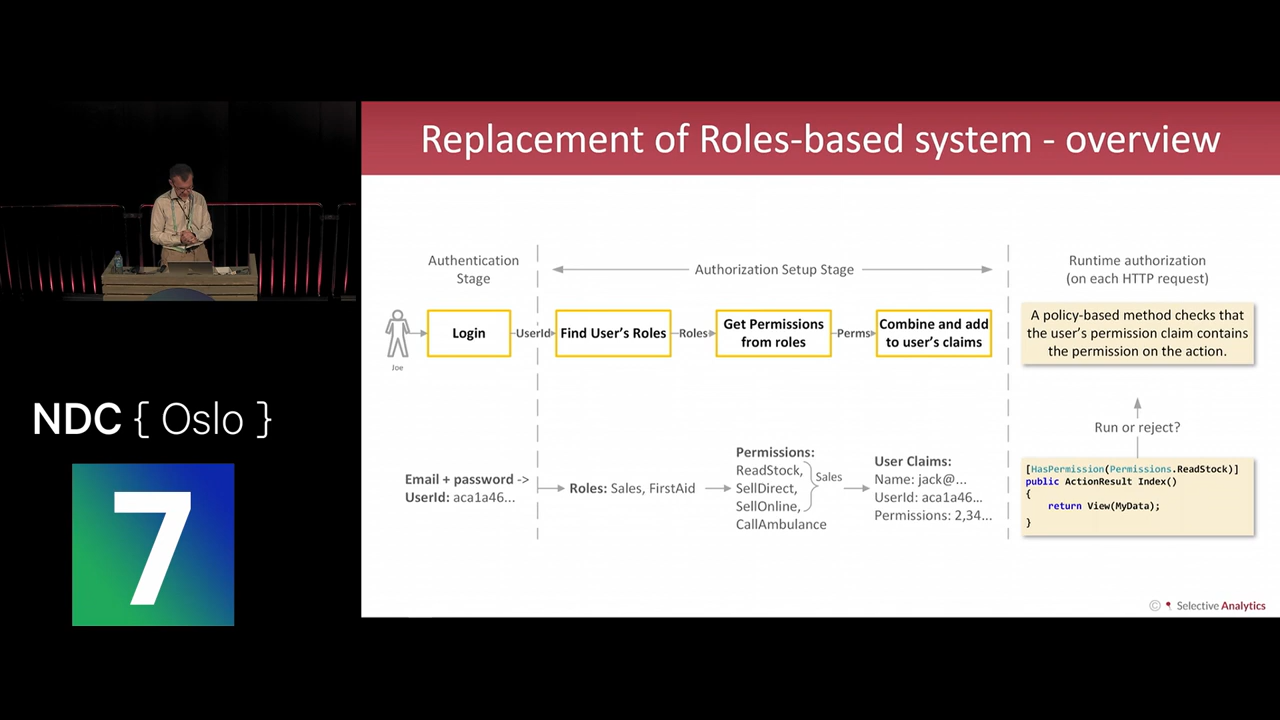 Replacement of Roles-based system - overview
Authentication
Stage
Authorization Setup Stage
Runtime authorization
(on each HTTP request)
Joe
Login
UserId
Find User's Roles
Roles
Get Permissions
from roles
Perms
Combine and add
to user's claims
A policy-based method checks that
the user's permission claim contains
the permission on the action.
Run or reject?
Email + password ->
UserId: aca1a46...
Roles: Sales, FirstAid
Permissions:
ReadStock,
SellDirect,
SellOnline,
CallAmbulance
Sales
User Claims:
Name: jack@...
UserId: aca1a46...
Permissions: 2,34...
[HasPermission(Permissions.ReadStock)]
public ActionResult Index()
{
return View(MyData);
}
© Selective Analytics
NDC { Oslo }
7